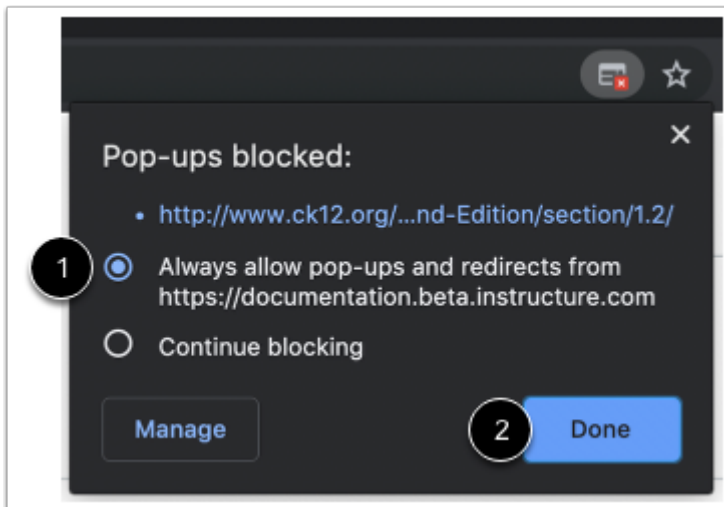 Pop-ups blocked:
• http://www.ck12.org/...nd-Edition/section/1.2/
1
Always allow pop-ups and redirects from
https://documentation.beta.instructure.com
Continue blocking
Manage
2
Done